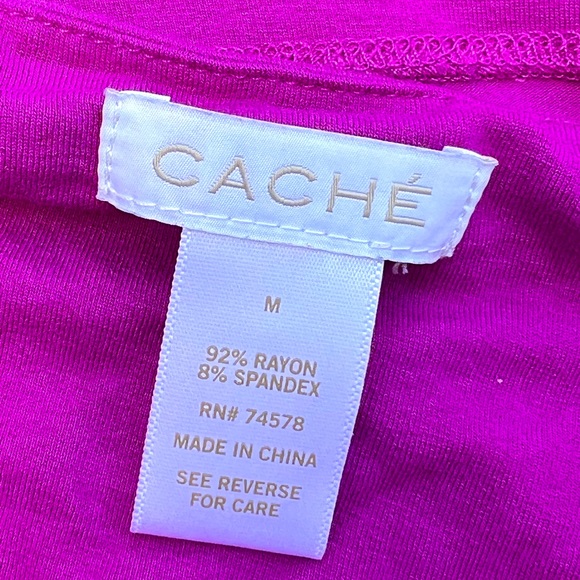 CACHÉ
M
92% RAYON
8% SPANDEX
RN# 74578
MADE IN CHINA
SEE REVERSE
FOR CARE